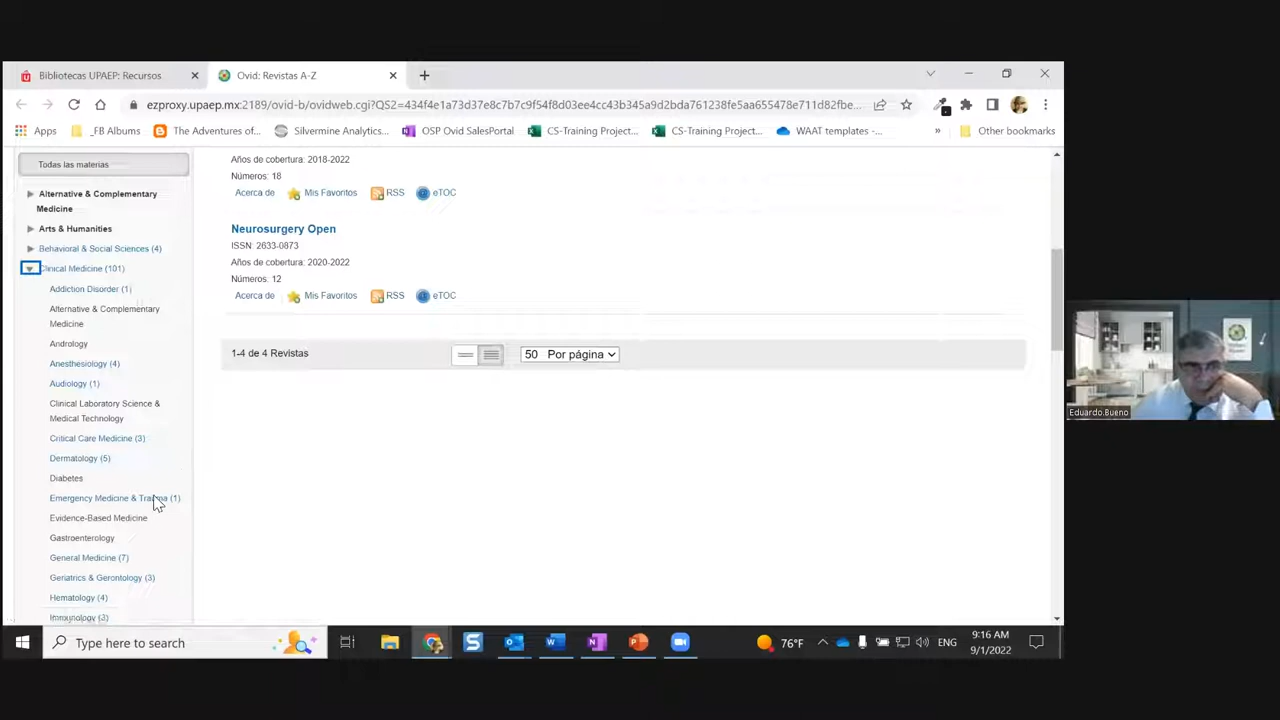 Bibliotecas UPAEP: Recursos
Ovid: Revistas A-Z
ezproxy.upaep.mx:2189/ovid-b/ovidweb.cgi?QS2=434f4e1a73d37e8c7b7c9f54f8d03ee4cc43b345a9d2bda761238fe5aa655478e711d82fbe...
Apps
_FB Albums
The Adventures of...
Silvermine Analytics...
OSP Ovid SalesPortal
CS-Training Project...
CS-Training Project...
WAAT templates -...
»
Other bookmarks
Todas las materias
Alternative & Complementary
Medicine
Arts & Humanities
Behavioral & Social Sciences (4)
Clinical Medicine (101)
Addiction Disorder (1)
Alternative & Complementary
Medicine
Andrology
Anesthesiology (4)
Audiology (1)
Clinical Laboratory Science &
Medical Technology
Critical Care Medicine (3)
Dermatology (5)
Diabetes
Emergency Medicine & Trauma (1)
Evidence-Based Medicine
Gastroenterology
General Medicine (7)
Geriatrics & Gerontology (3)
Hematology (4)
Immunology (3)
Años de cobertura: 2018-2022
Números: 18
Acerca de Mis Favoritos RSS eTOC
Neurosurgery Open
ISSN: 2633-0873
Años de cobertura: 2020-2022
Números: 12
Acerca de Mis Favoritos RSS eTOC
1-4 de 4 Revistas
50 Por página
Eduardo.Bueno
Type here to search
76°F
ENG
9:16 AM
9/1/2022